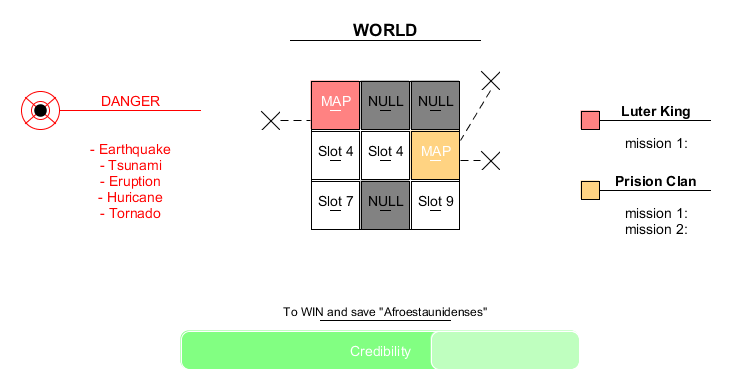 WORLD
DANGER
- Earthquake
- Tsunami
- Eruption
- Huricane
- Tornado
MAP NULL NULL
Slot 4 Slot 4 MAP
Slot 7 NULL Slot 9
Luter King
mission 1:
Prision Clan
mission 1:
mission 2:
To WIN and save "Afroestaunidenses"
Credibility